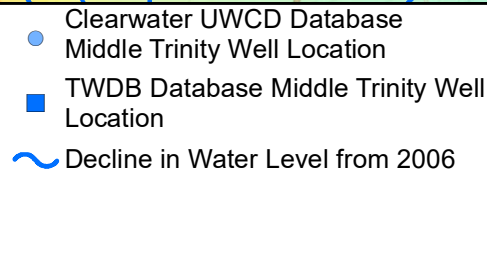 Clearwater UWCD Database
Middle Trinity Well Location
TWDB Database Middle Trinity Well
Location
Decline in Water Level from 2006